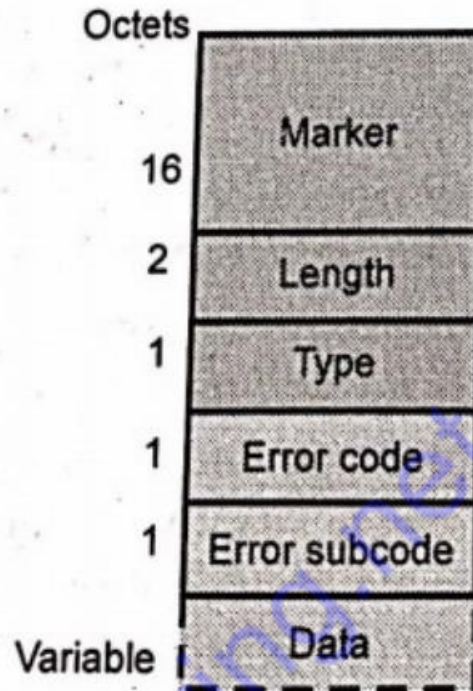 Octets
Marker
16
2 Length
1 Type
1 Error code
1 Error subcode
Variable Data